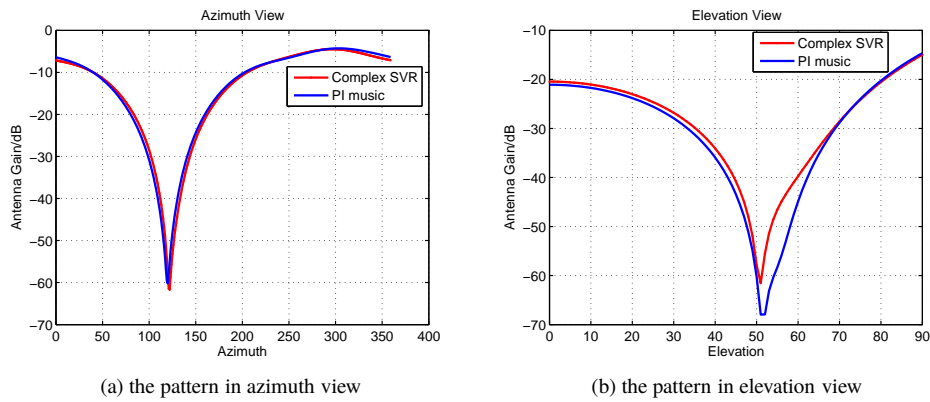 Azimuth View
0
−10
−20
−30
−40
−50
−60
−70
Antenna Gain/dB
Complex SVR
PI music
0 50 100 150 200 250 300 350 400
Azimuth
(a) the pattern in azimuth view
Elevation View
−10
−20
−30
−40
−50
−60
−70
Antenna Gain/dB
Complex SVR
PI music
0 10 20 30 40 50 60 70 80 90
Elevation
(b) the pattern in elevation view